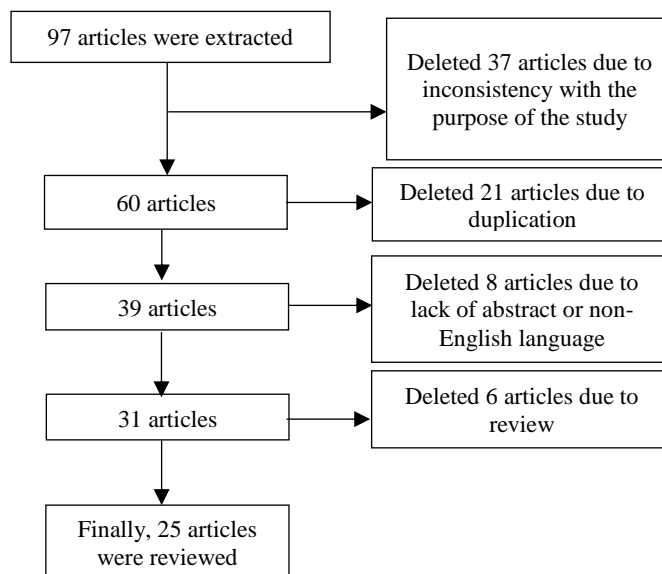 97 articles were extracted
Deleted 37 articles due to
inconsistency with the
purpose of the study
60 articles
Deleted 21 articles due to
duplication
39 articles
Deleted 8 articles due to
lack of abstract or non-
English language
31 articles
Deleted 6 articles due to
review
Finally, 25 articles
were reviewed